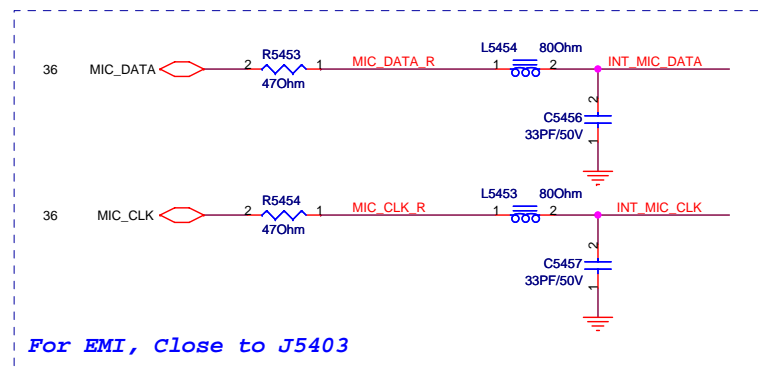 R5453 L5454 80Ohm
36 MIC_DATA 2 1 MIC_DATA_R 1 2 INT_MIC_DATA
47Ohm
2
C5456
33PF/50V
1
R5454 L5453 80Ohm
36 MIC_CLK 2 1 MIC_CLK_R 1 2 INT_MIC_CLK
47Ohm
2
C5457
33PF/50V
1
For EMI, Close to J5403